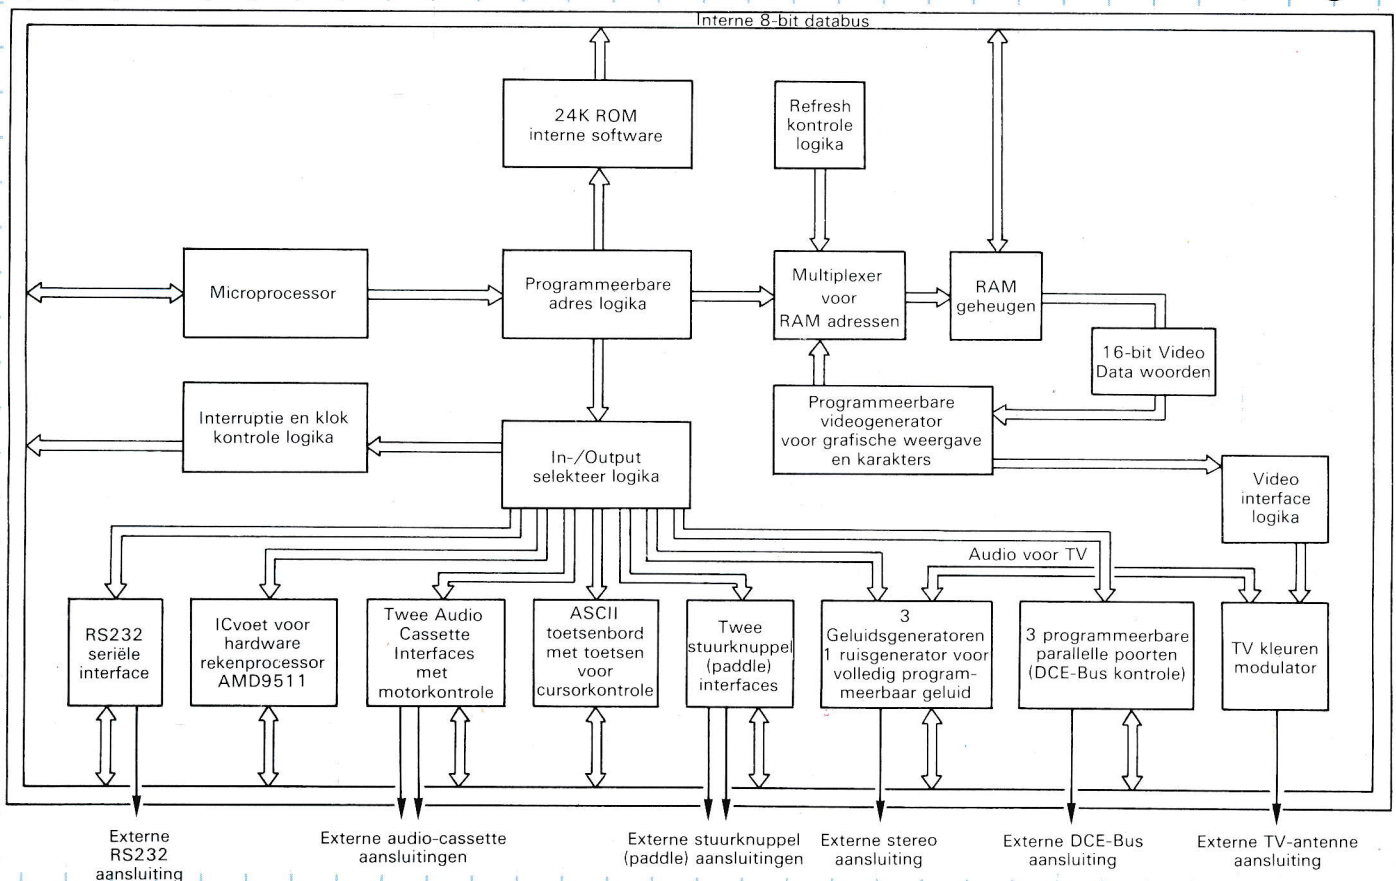 Interne 8-bit databus
24K ROM
interne software
Refresh
kontrole
logika
Microprocessor
Programmeerbare
adres logika
Multiplexer
voor
RAM adressen
RAM
geheugen
16-bit Video
Data woorden
Interruptie en klok
kontrole logika
In-/Output
selekteer logika
Programmeerbare
videogenerator
voor grafische weergave
en karakters
Video
interface
logika
Audio voor TV
RS232
seriële
interface
ICvoet voor
hardware
rekenprocessor
AMD9511
Twee Audio
Cassette
Interfaces
met
motorkontrole
ASCII
toetsenbord
met toetsen
voor
cursorkontrole
Twee
stuurknuppel
(paddle)
interfaces
3
Geluidsgeneratoren
1 ruisgenerator voor
volledig program-
meerbaar geluid
3 programmeerbare
parallelle poorten
(DCE-Bus kontrole)
TV kleuren
modulator
Externe
RS232
aansluiting
Externe audio-cassette
aansluitingen
Externe stuurknuppel
(paddle) aansluitingen
Externe stereo
aansluiting
Externe DCE-Bus
aansluiting
Externe TV-antenne
aansluiting